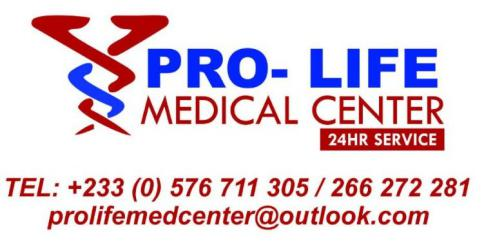 PRO- LIFE
MEDICAL CENTER
24HR SERVICE
TEL: +233 (0) 576 711 305 / 266 272 281
prolifemedcenter@outlook.com